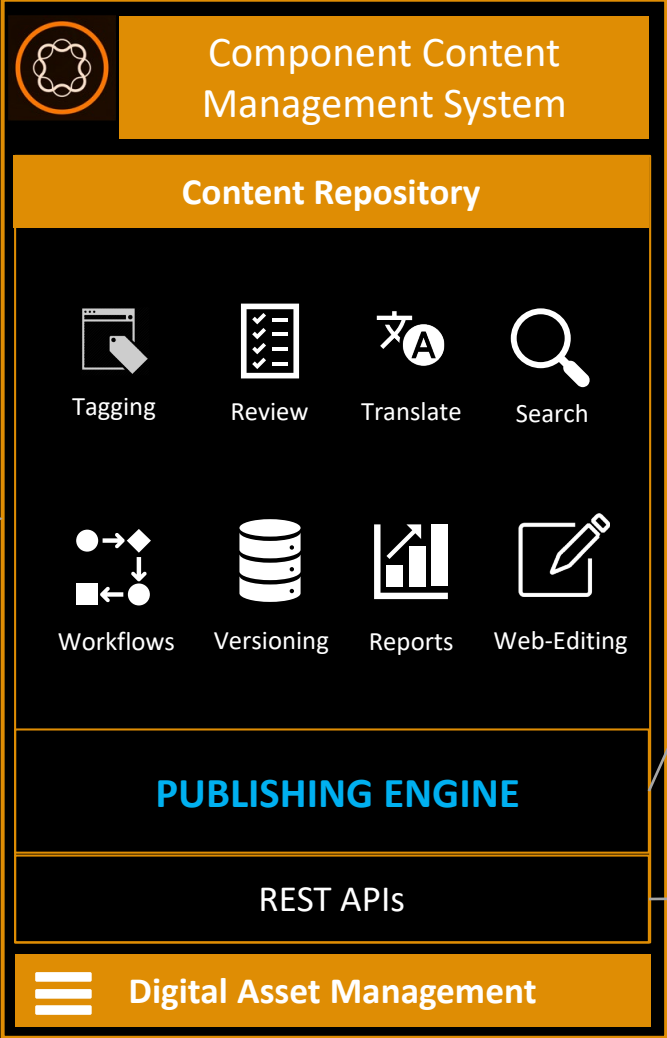 Component Content
Management System
Content Repository
Tagging
Review
Translate
Search
Workflows
Versioning
Reports
Web-Editing
PUBLISHING ENGINE
REST APIs
Digital Asset Management